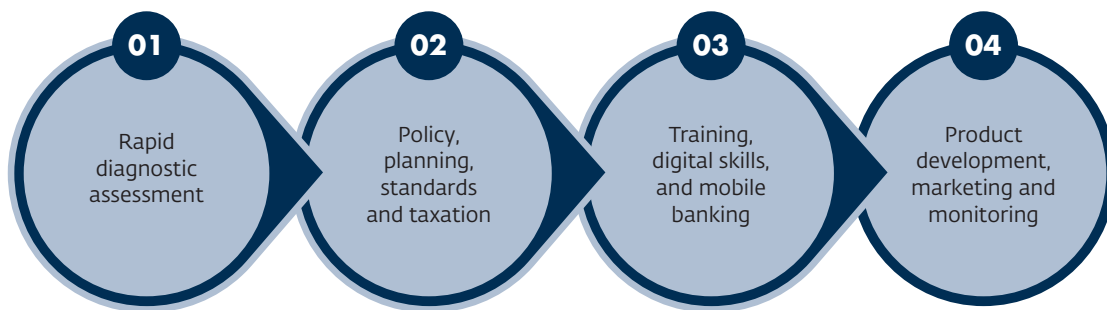 01
Rapid
diagnostic
assessment
02
Policy,
planning,
standards
and taxation
03
Training,
digital skills,
and mobile
banking
04
Product
development,
marketing and
monitoring